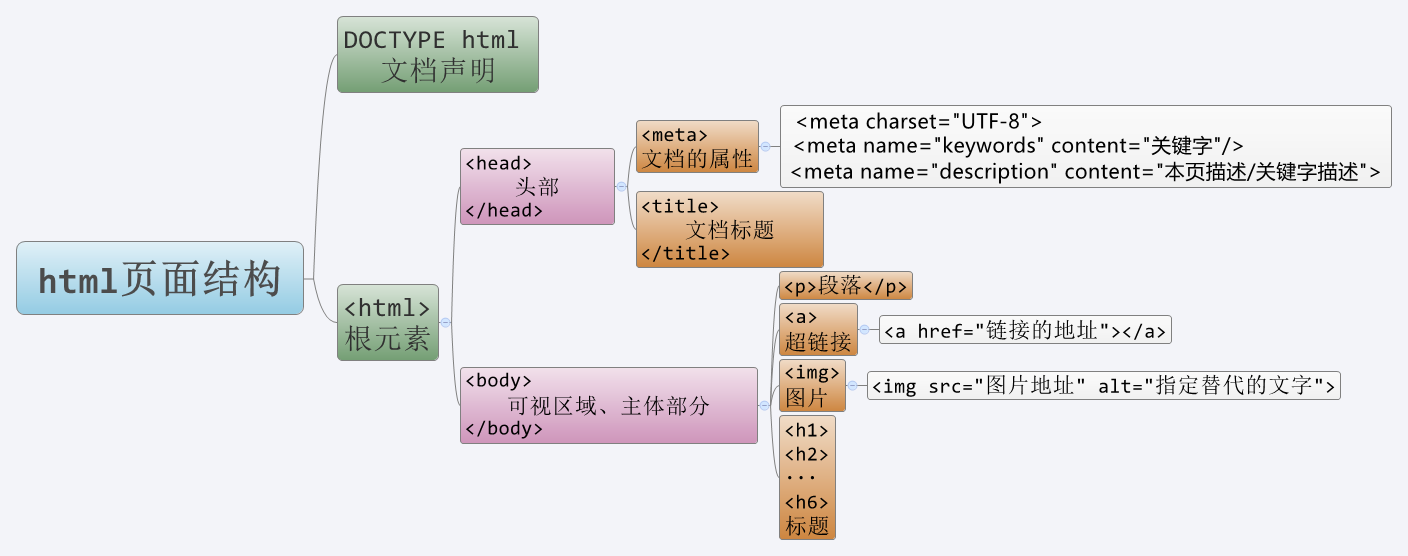 html页面结构
DOCTYPE html
文档声明
<html>
根元素
<head>
头部
</head>
<meta>
文档的属性
<meta charset="UTF-8">
<meta name="keywords" content="关键字"/>
<meta name="description" content="本页描述/关键字描述">
<title>
文档标题
</title>
<body>
可视区域、主体部分
</body>
<p>段落</p>
<a>
超链接
<a href="链接的地址"></a>
<img>
图片
<img src="图片地址" alt="指定替代的文字">
<h1>
<h2>
...
<h6>
标题